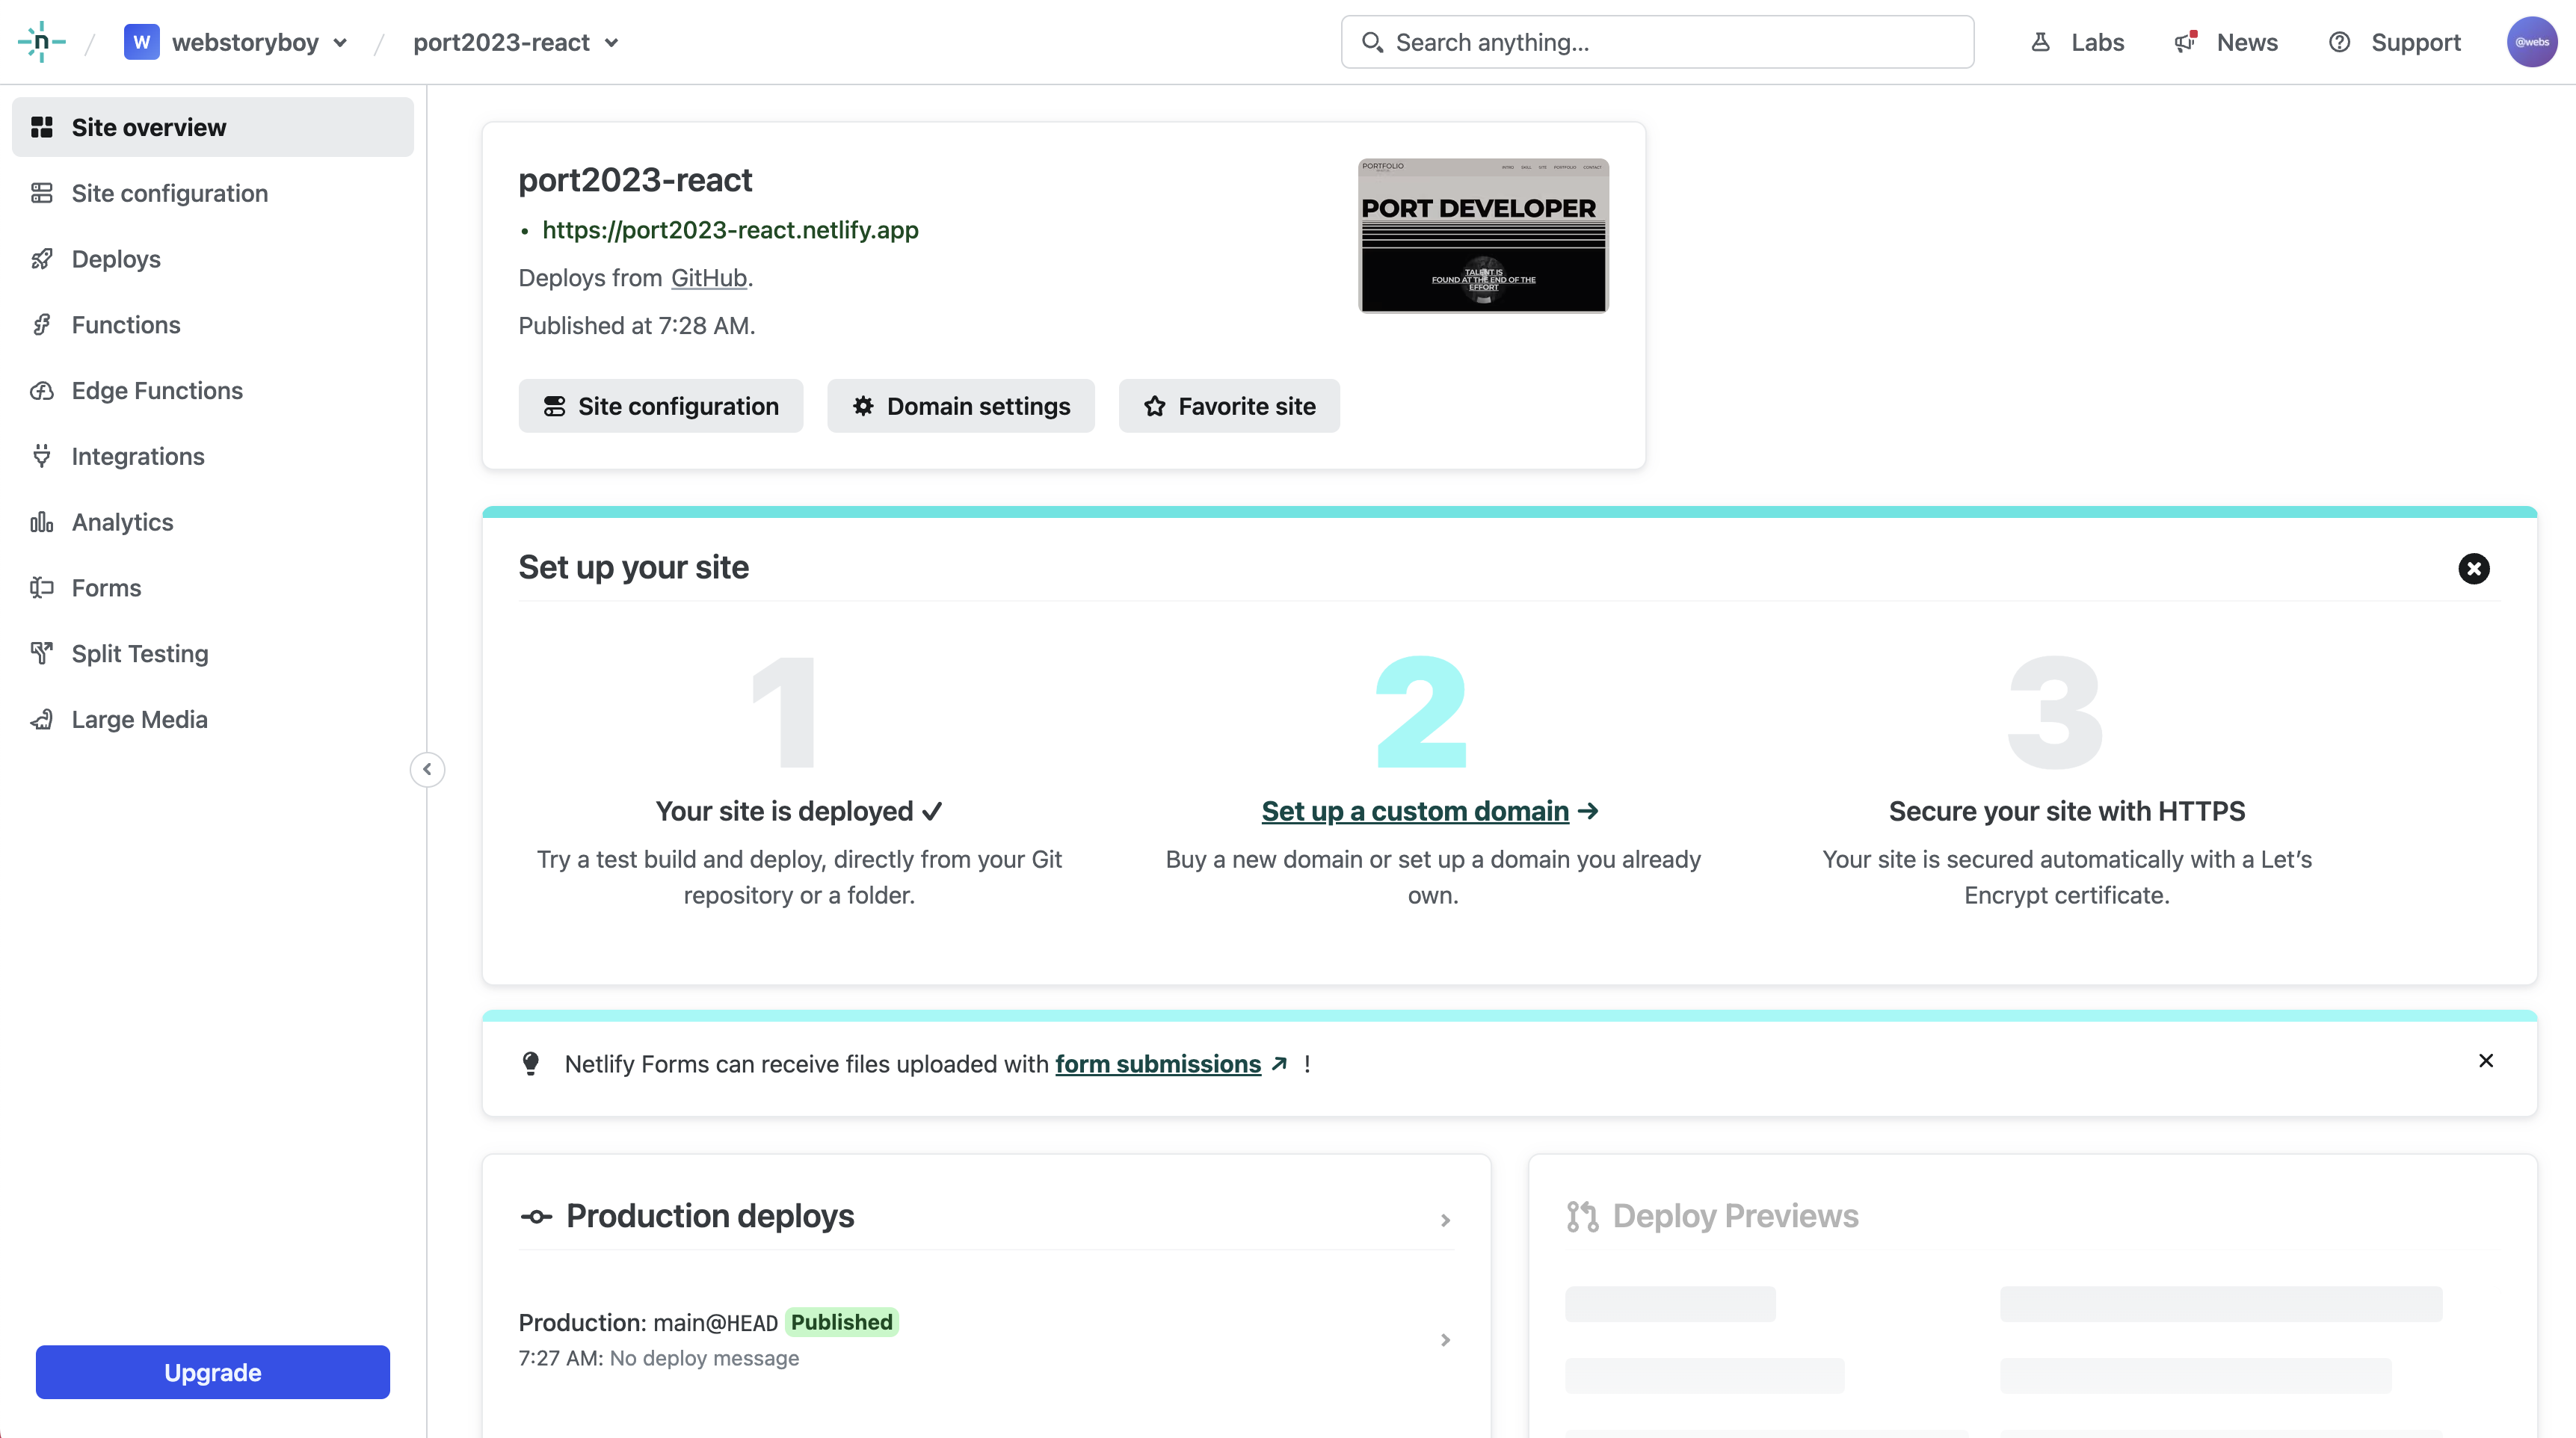 n / W webstoryboy / port2023-react
Search anything...
Labs
News
Support
@webs
Site overview
Site configuration
Deploys
Functions
Edge Functions
Integrations
Analytics
Forms
Split Testing
Large Media
Upgrade
port2023-react
• https://port2023-react.netlify.app
Deploys from GitHub.
Published at 7:28 AM.
PORTFOLIO
INTRO SKILL SITE PORTFOLIO CONTACT
PORT DEVELOPER
TALENT IS
FOUND AT THE END OF THE
EFFORT
Site configuration
Domain settings
Favorite site
Set up your site
1
Your site is deployed ✓
Try a test build and deploy, directly from your Git
repository or a folder.
2
Set up a custom domain →
Buy a new domain or set up a domain you already
own.
3
Secure your site with HTTPS
Your site is secured automatically with a Let’s
Encrypt certificate.
Netlify Forms can receive files uploaded with form submissions ↗ !
Production deploys
Production: main@HEAD Published
7:27 AM: No deploy message
Deploy Previews